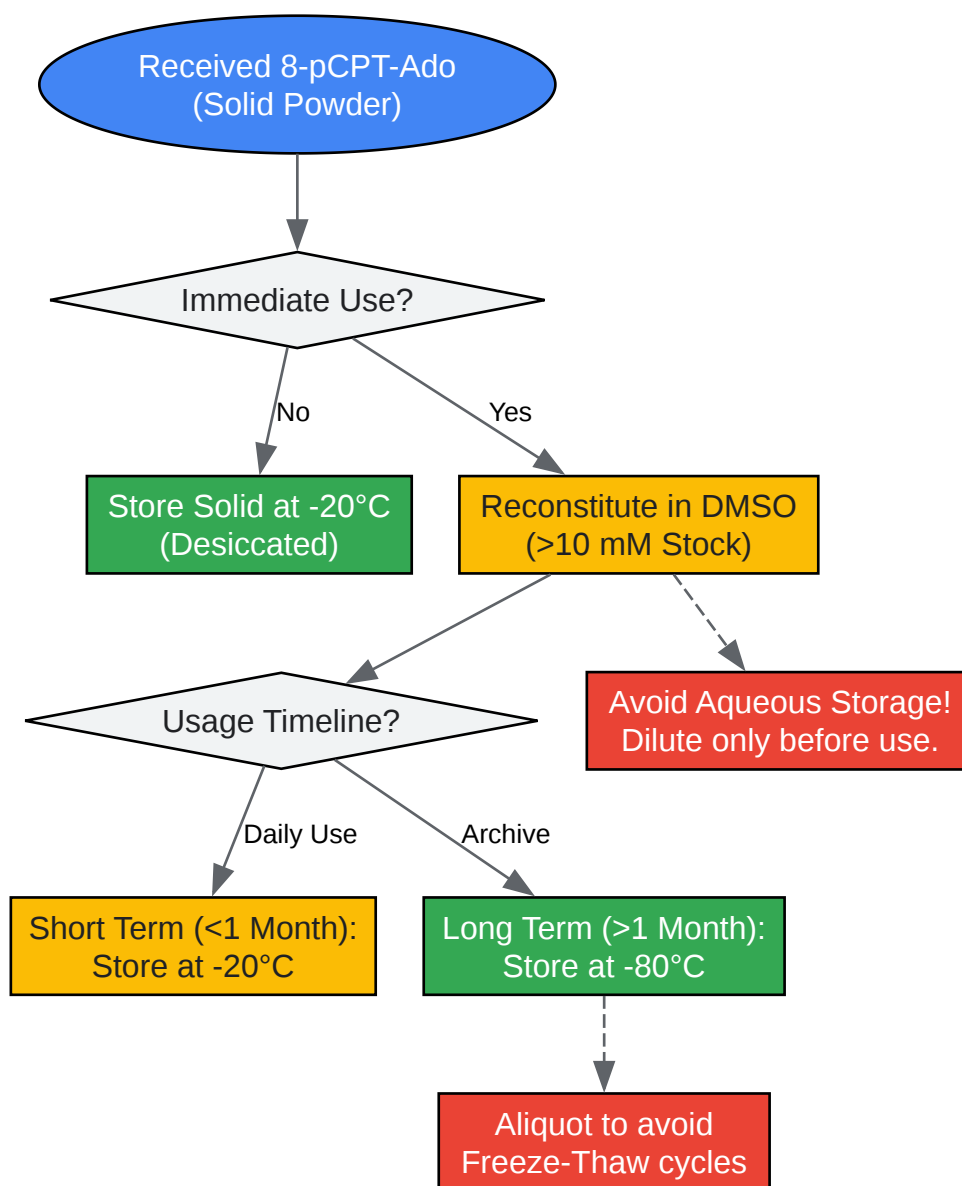 Received 8-pCPT-Ado
(Solid Powder)
Immediate Use?
No
Yes
Store Solid at -20°C
(Desiccated)
Reconstitute in DMSO
(>10 mM Stock)
Usage Timeline?
Avoid Aqueous Storage!
Dilute only before use.
Daily Use
Archive
Short Term (<1 Month):
Store at -20°C
Long Term (>1 Month):
Store at -80°C
Aliquot to avoid
Freeze-Thaw cycles